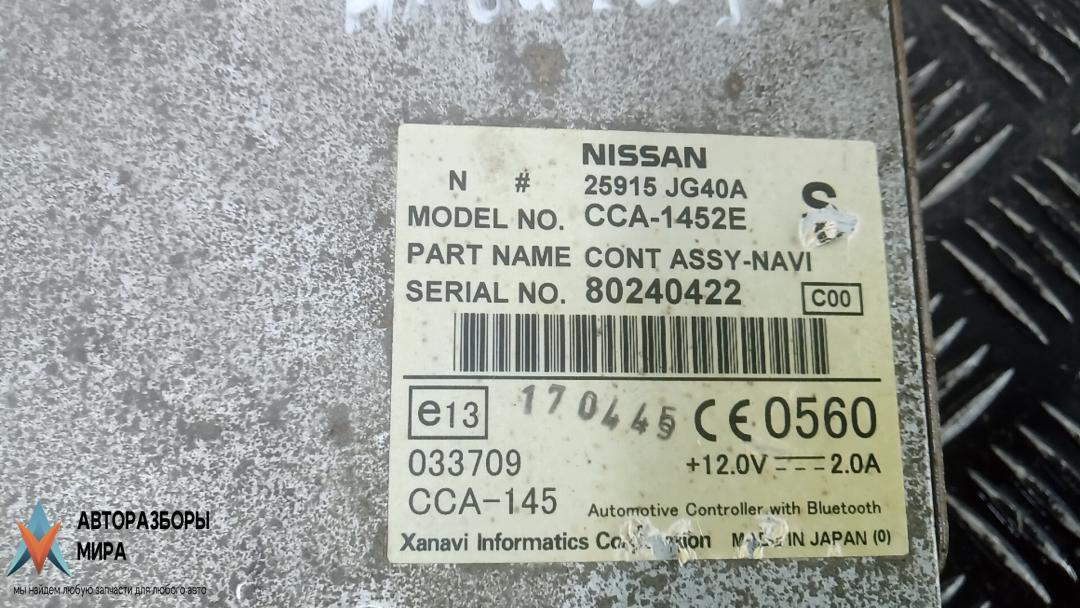 NISSAN
N # 25915 JG40A
S
MODEL NO. CCA-1452E
PART NAME CONT ASSY-NAVI
SERIAL NO. 80240422
C00
e13 170445 CE0560
033709 +12.0V 2.0A
CCA-145 Automotive Controller with Bluetooth
Xanavi Informatics IN JAPAN (0)
АВТОРАЗБОРЫ
МИРА
мы найдем любую запчасти для любого авто